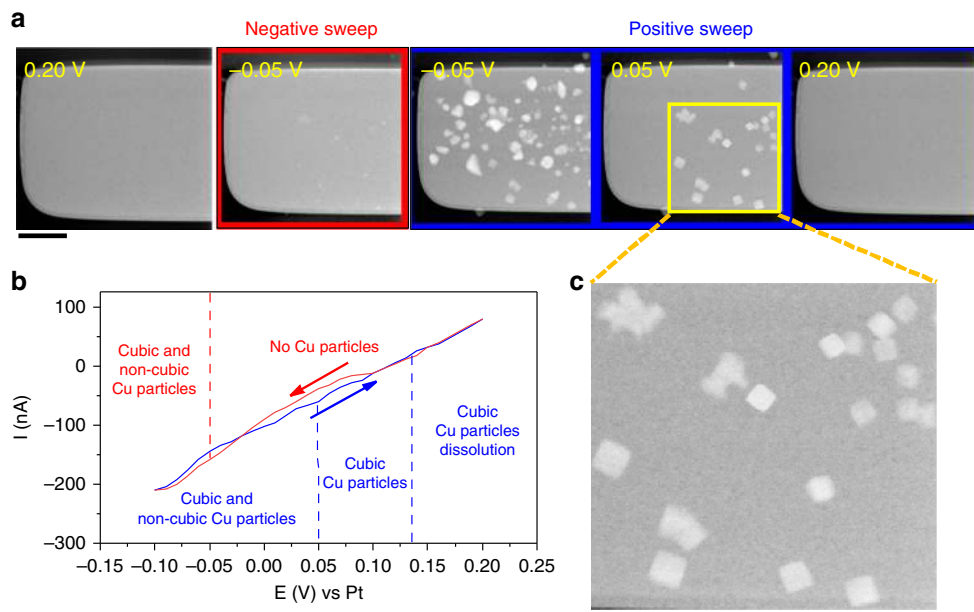 a
Negative sweep
Positive sweep
0.20 V
–0.05 V
–0.05 V
0.05 V
0.20 V
b
c
100
0
–100
–200
–300
I (nA)
Cubic and
non-cubic
Cu particles
No Cu particles
Cubic
Cu particles
dissolution
Cubic
Cu particles
Cubic and
non-cubic Cu particles
–0.15
–0.10
–0.05
0.00
0.05
0.10
0.15
0.20
0.25
E (V) vs Pt